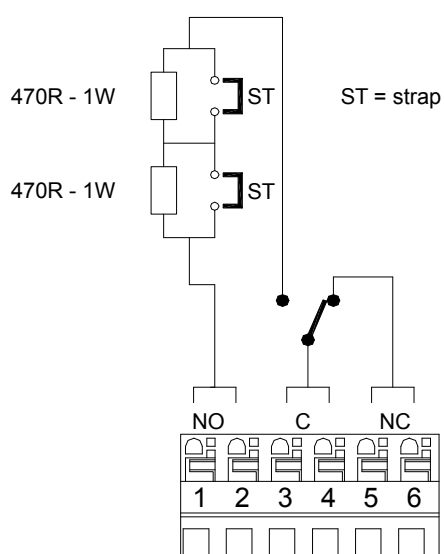 470R - 1W
ST
ST = strap
470R - 1W
ST
NO
C
NC
1 2 3 4 5 6